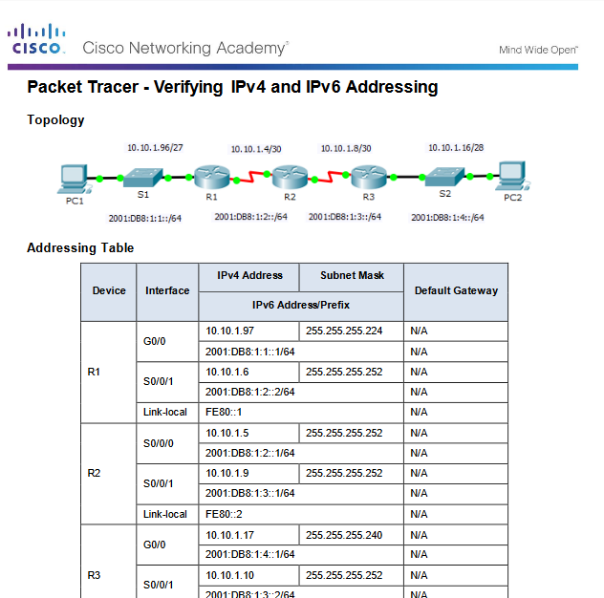 CISCO. Cisco Networking Academy® Mind Wide Open®
Packet Tracer - Verifying IPv4 and IPv6 Addressing
Topology
10.10.1.96/27 10.10.1.4/30 10.10.1.8/30 10.10.1.16/28
PC1 S1 R1 R2 R3 S2 PC2
2001:DB8:1:1::/64 2001:DB8:1:2::/64 2001:DB8:1:3::/64 2001:DB8:1:4::/64
Addressing Table
Device Interface IPv4 Address Subnet Mask Default Gateway
IPv6 Address/Prefix
R1 G0/0 10.10.1.97 255.255.255.224 N/A
2001:DB8:1:1::1/64 N/A
S0/0/1 10.10.1.6 255.255.255.252 N/A
2001:DB8:1:2::2/64 N/A
Link-local FE80::1 N/A
R2 S0/0/0 10.10.1.5 255.255.255.252 N/A
2001:DB8:1:2::1/64 N/A
S0/0/1 10.10.1.9 255.255.255.252 N/A
2001:DB8:1:3::1/64 N/A
Link-local FE80::2 N/A
R3 G0/0 10.10.1.17 255.255.255.240 N/A
2001:DB8:1:4::1/64 N/A
S0/0/1 10.10.1.10 255.255.255.252 N/A
2001:DB8:1:3::2/64 N/A